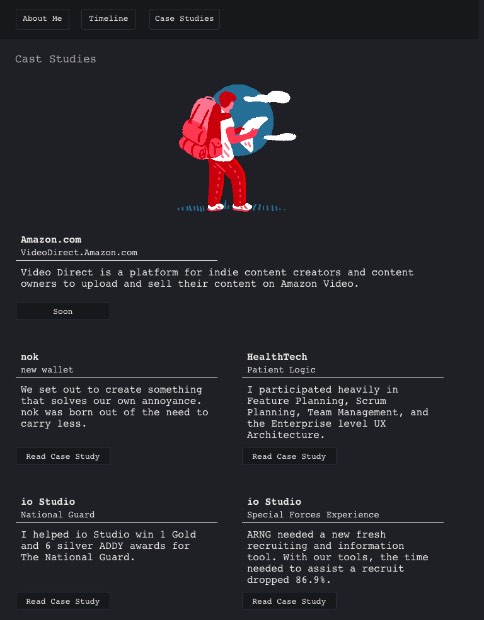 About Me
Timeline
Case Studies
Cast Studies
Amazon.com
VideoDirect.Amazon.com
Video Direct is a platform for indie content creators and content
owners to upload and sell their content on Amazon Video.
Soon
nok
new wallet
We set out to create something
that solves our own annoyance.
nok was born out of the need to
carry less.
Read Case Study
HealthTech
Patient Logic
I participated heavily in
Feature Planning, Scrum
Planning, Team Management, and
the Enterprise level UX
Architecture.
Read Case Study
io Studio
National Guard
I helped io Studio win 1 Gold
and 6 silver ADDY awards for
The National Guard.
Read Case Study
io Studio
Special Forces Experience
ARNG needed a new fresh
recruiting and information
tool. With our tools, the time
needed to assist a recruit
dropped 86.9%.
Read Case Study